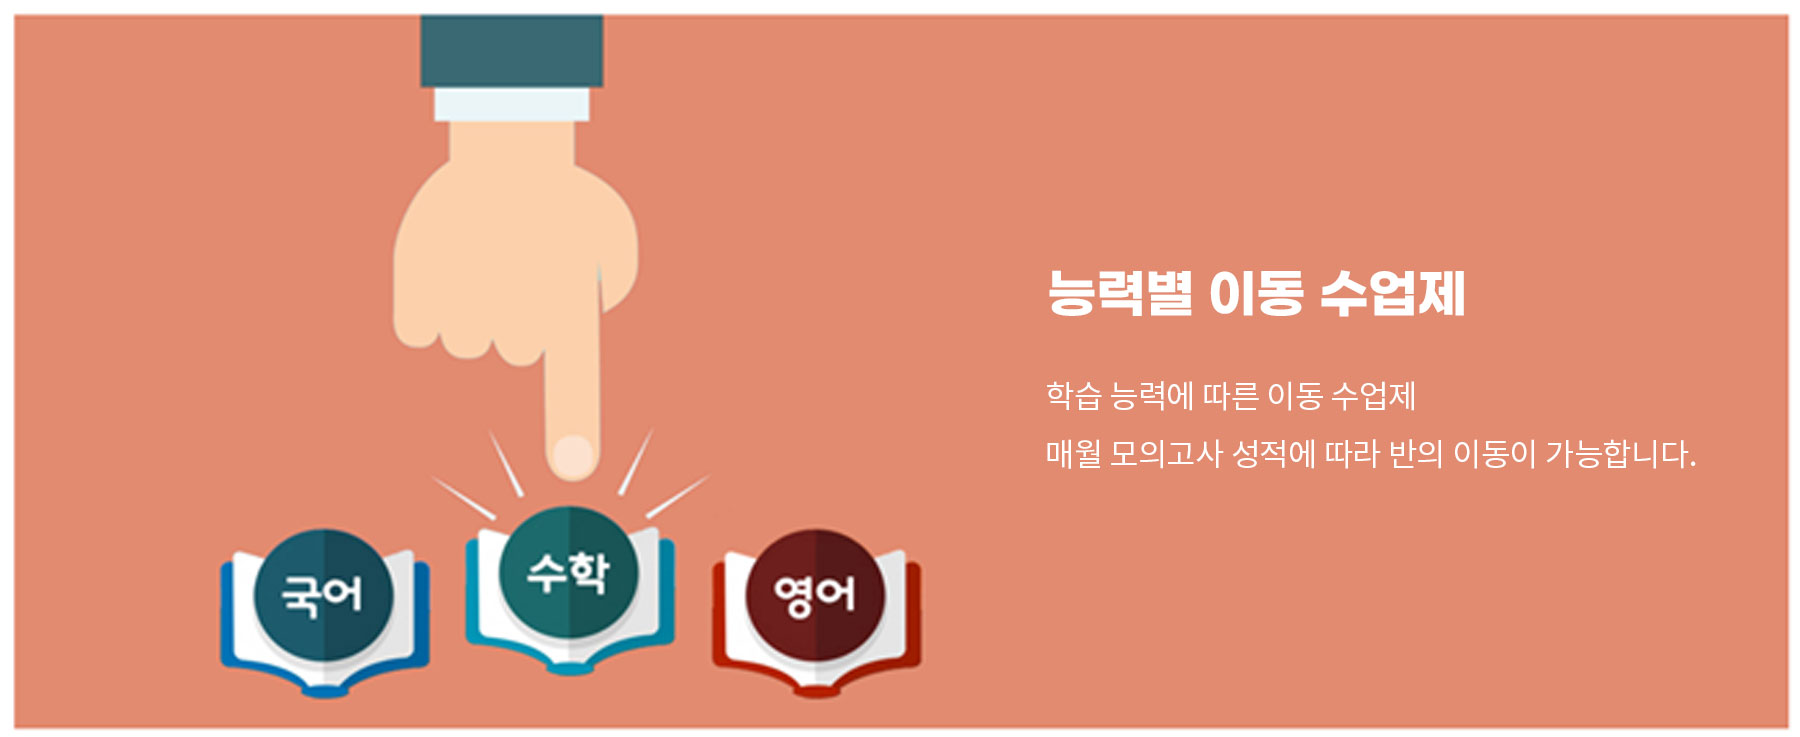 능력별 이동 수업제
학습 능력에 따른 이동 수업제
매월 모의고사 성적에 따라 반의 이동이 가능합니다.
국어
수학
영어